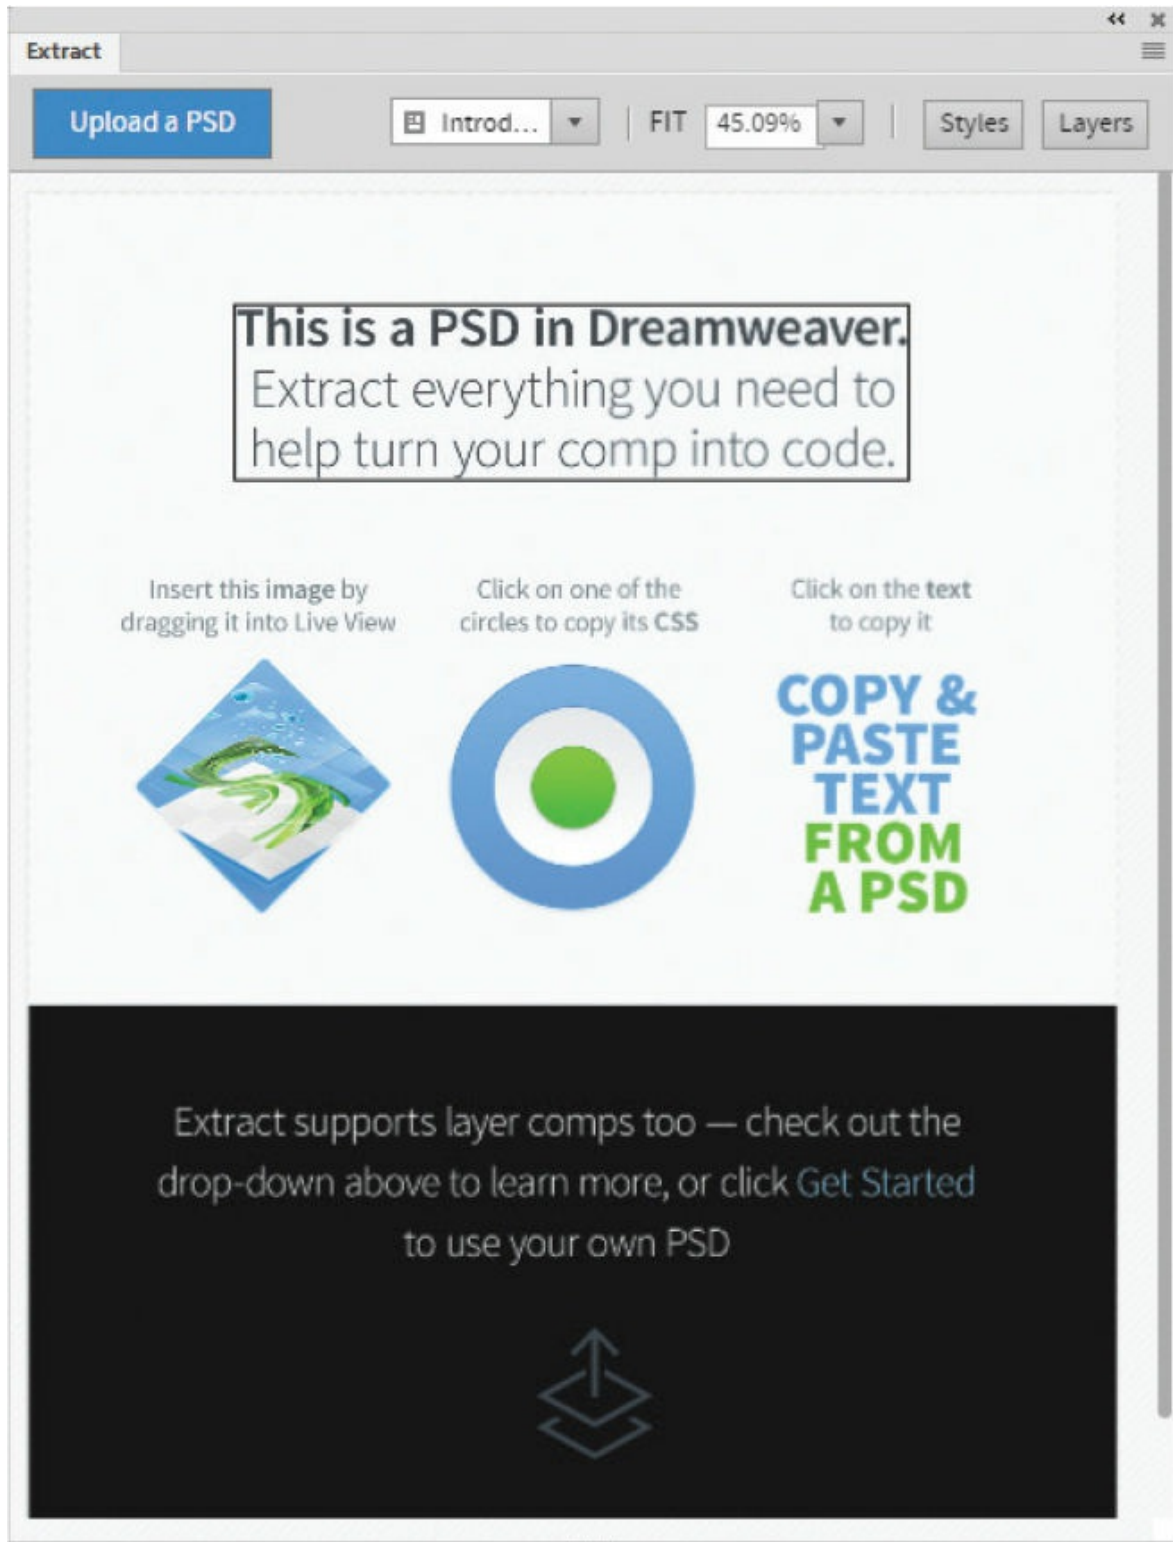 Extract
Upload a PSD
Introd...
FIT
45.09%
Styles
Layers
This is a PSD in Dreamweaver.
Extract everything you need to
help turn your comp into code.
Insert this image by
dragging it into Live View
Click on one of the
circles to copy its CSS
Click on the text
to copy it
COPY &
PASTE
TEXT
FROM
A PSD
Extract supports layer comps too — check out the
drop-down above to learn more, or click Get Started
to use your own PSD